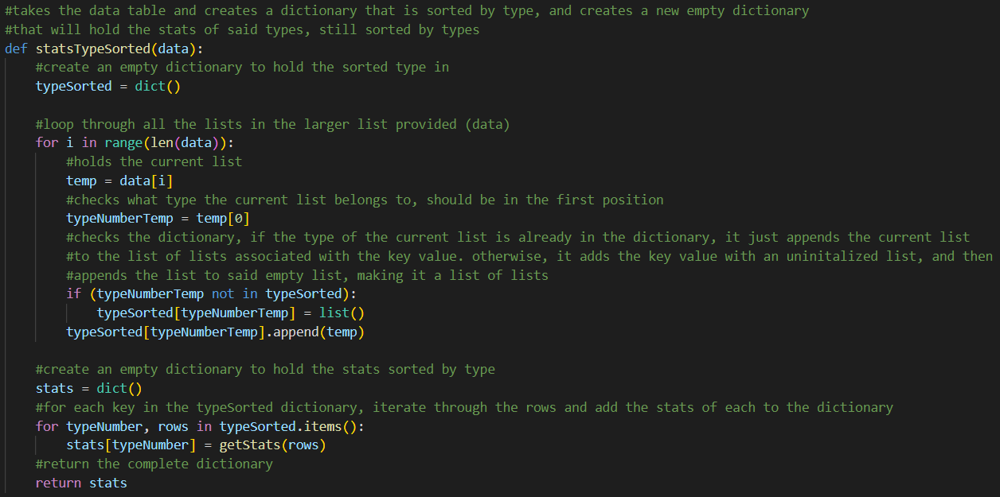 #takes the data table and creates a dictionary that is sorted by type, and creates a new empty dictionary
#that will hold the stats of said types, still sorted by types
def statsTypeSorted(data):
    #create an empty dictionary to hold the sorted type in
    typeSorted = dict()

    #loop through all the lists in the larger list provided (data)
    for i in range(len(data)):
        #holds the current list
        temp = data[i]
        #checks what type the current list belongs to, should be in the first position
        typeNumberTemp = temp[0]
        #checks the dictionary, if the type of the current list is already in the dictionary, it just appends the current list
        #to the list of lists associated with the key value. otherwise, it adds the key value with an uninitalized list, and then
        #appends the list to said empty list, making it a list of lists
        if (typeNumberTemp not in typeSorted):
            typeSorted[typeNumberTemp] = list()
        typeSorted[typeNumberTemp].append(temp)

    #create an empty dictionary to hold the stats sorted by type
    stats = dict()
    #for each key in the typeSorted dictionary, iterate through the rows and add the stats of each to the dictionary
    for typeNumber, rows in typeSorted.items():
        stats[typeNumber] = getStats(rows)
    #return the complete dictionary
    return stats